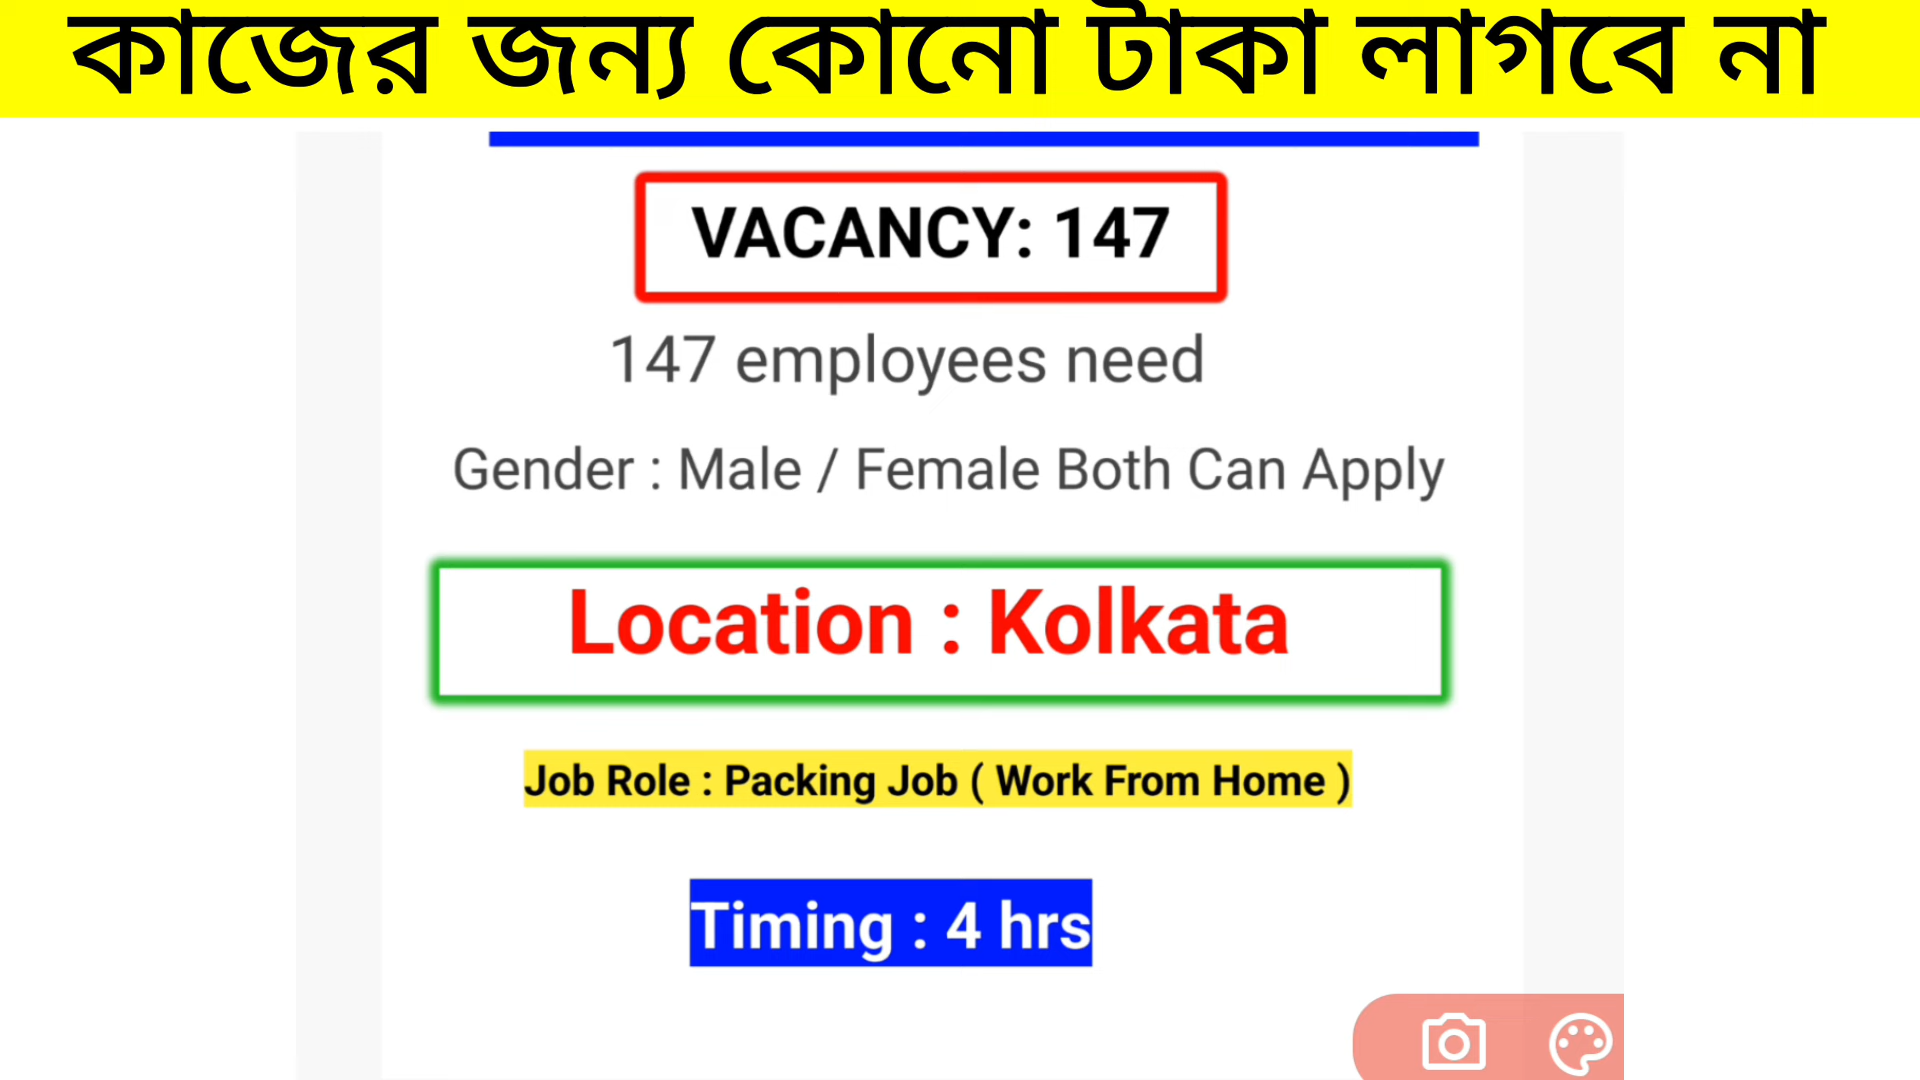 কাজের জন্য কোনো টাকা লাগবে না
VACANCY: 147
147 employees need
Gender : Male / Female Both Can Apply
Location : Kolkata
Job Role : Packing Job ( Work From Home )
Timing : 4 hrs